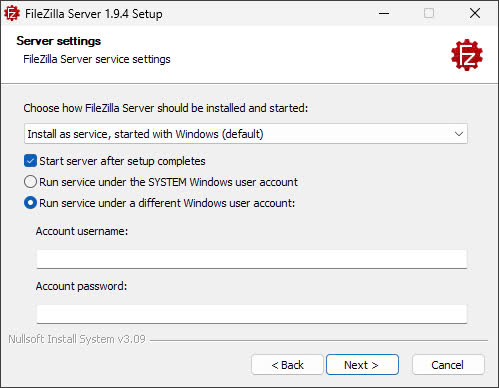 FileZilla Server 1.9.4 Setup
Server settings
FileZilla Server service settings
Choose how FileZilla Server should be installed and started:
Install as service, started with Windows (default)
Start server after setup completes
Run service under the SYSTEM Windows user account
Run service under a different Windows user account:
Account username:
Account password:
Nullsoft Install System v3.09
< Back
Next >
Cancel